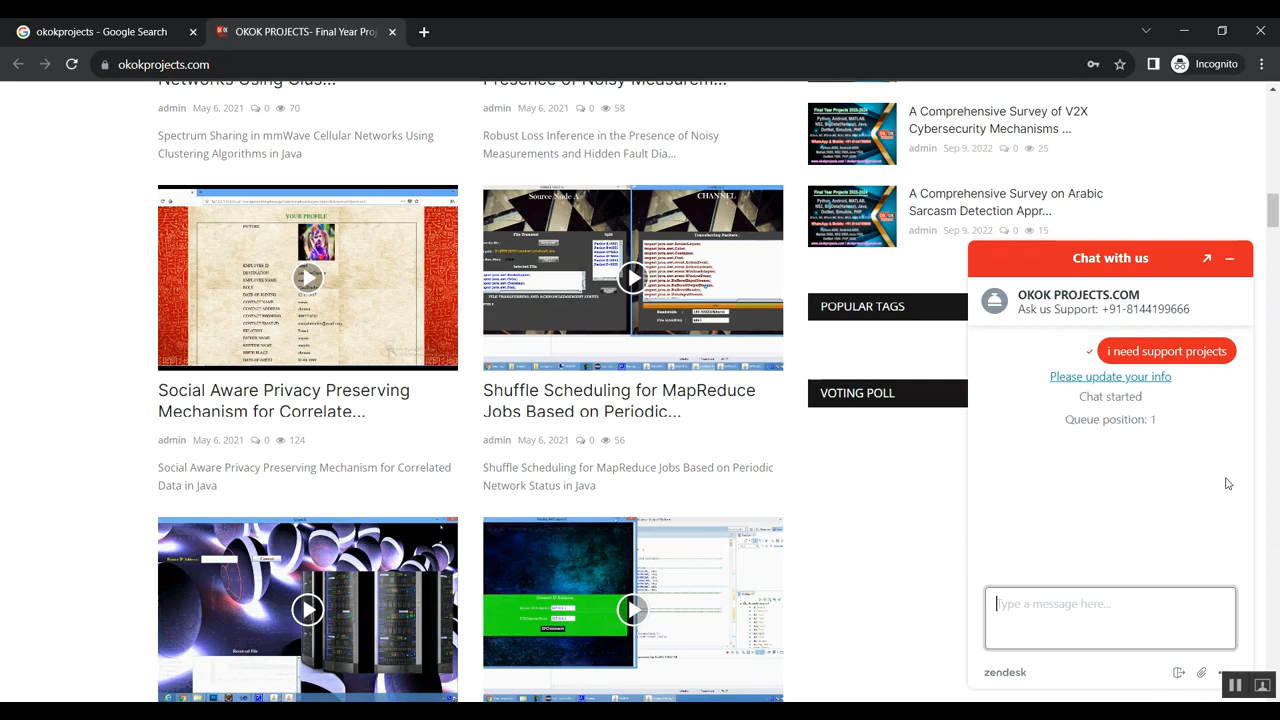 okokprojects - Google Search
OKOK PROJECTS- Final Year Proj
okokprojects.com
Incognito
Networks Using Glus...
Presence of Noisy Measurem...
admin May 6, 2021 0 70
admin May 6, 2021 0 58
Spectrum Sharing in mmWave Cellular Networks Using
Clustering Algorithms in Java
Robust Loss Inference in the Presence of Noisy
Measurements and Hidden Fault Dia...
A Comprehensive Survey of V2X
Cybersecurity Mechanisms ...
admin Sep 9, 2022 0 25
A Comprehensive Survey on Arabic
Sarcasm Detection Appr...
admin Sep 9, 2022 0 15
YOUR PROFILE
Source Node A
CHANNEL
Social Aware Privacy Preserving
Mechanism for Correlate...
admin May 6, 2021 0 124
Social Aware Privacy Preserving Mechanism for Correlated
Data in Java
Shuffle Scheduling for MapReduce
Jobs Based on Periodic...
admin May 6, 2021 0 56
Shuffle Scheduling for MapReduce Jobs Based on Periodic
Network Status in Java
POPULAR TAGS
VOTING POLL
Chat with us
OKOK PROJECTS.COM
Ask us Support - +91 - 8144199666
i need support projects
Please update your info
Chat started
Queue position: 1
Type a message here...
zendesk